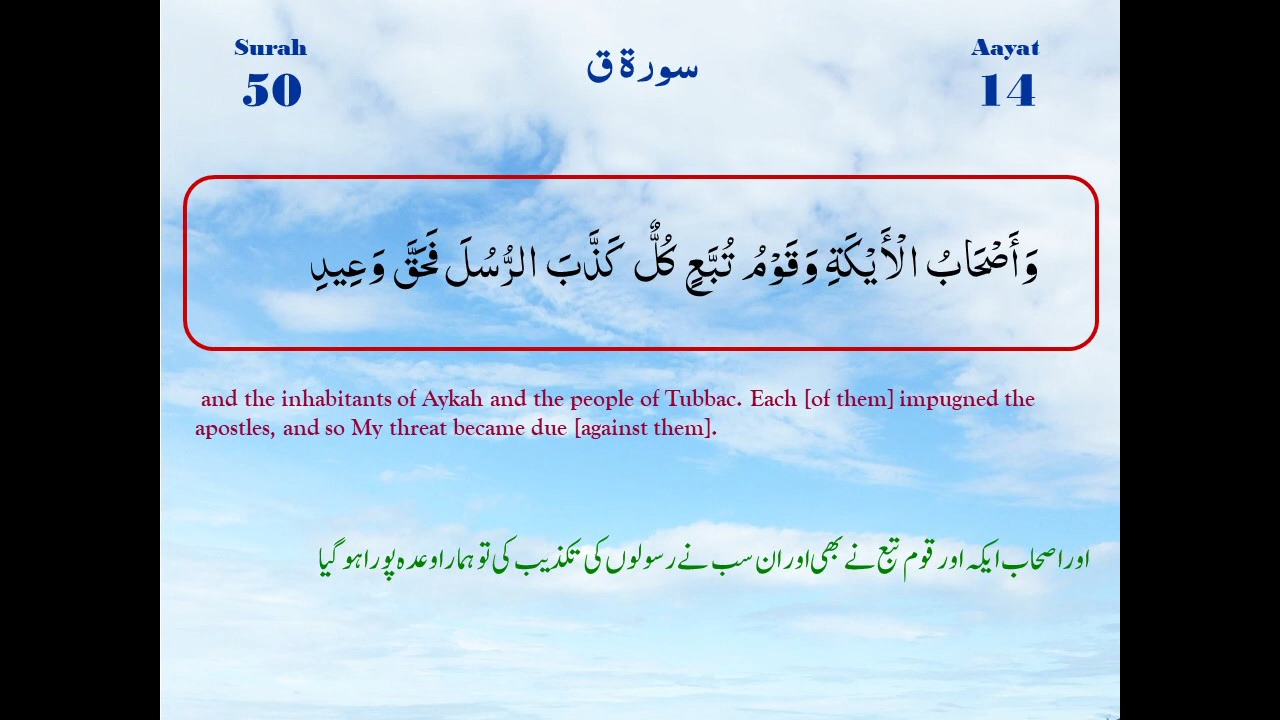 Surah
50
سورة ق
Aayat
14
وَأَصْحَابُ الْأَيْكَةِ وَقَوْمُ تُبَّعٍ كُلٌّ كَذَّبَ الرُّسُلَ فَحَقَّ وَعِيدِ
and the inhabitants of Aykah and the people of Tubbac. Each [of them] impugned the
apostles, and so My threat became due [against them].
اور اصحاب ایکہ اور قوم تبع نے بھی اور ان سب نے رسولوں کی تکذیب کی تو ہمارا وعدہ پورا ہو گیا